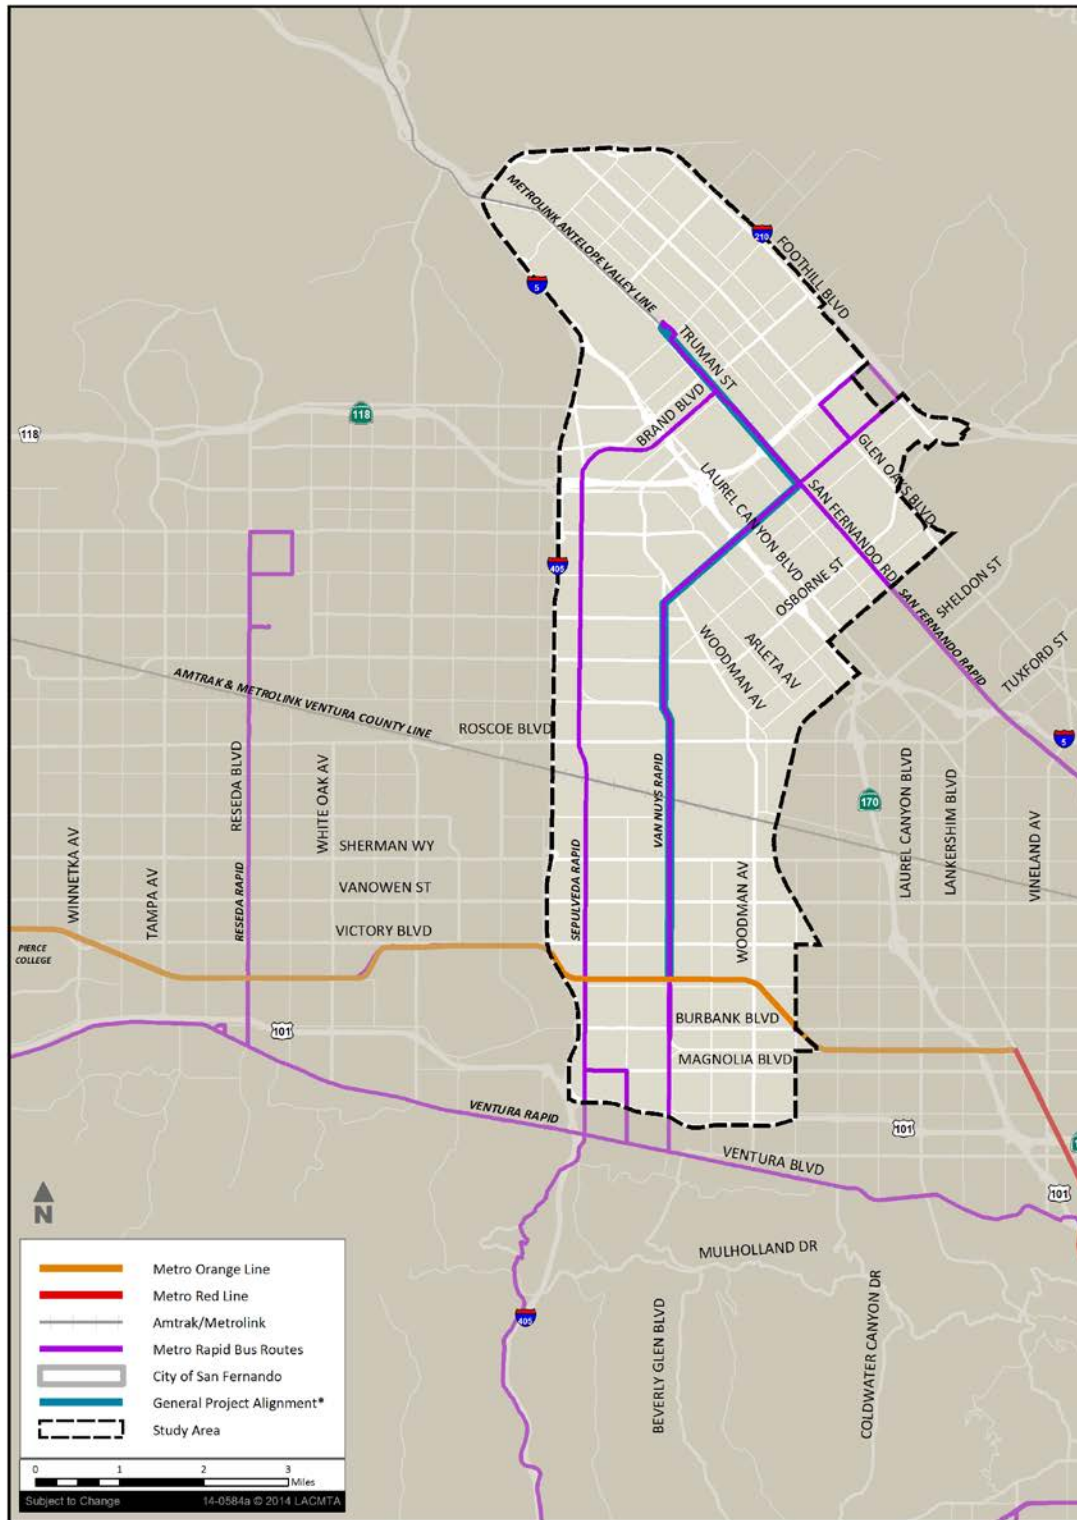 METROLINK ANTELOPE VALLEY LINE
210
FOOTHILL BLVD
5
TRUMAN ST
BRAND BLVD
118
118
GLEN OAKS BLVD
LAUREL CANYON BLVD
SAN FERNANDO RD
405
OSBORNE ST
SHELDON ST
SAN FERNANDO RAPID
ARLETA AV
WOODMAN AV
TUXFORD ST
AMTRAK & METROLINK VENTURA COUNTY LINE
ROSCOE BLVD
5
RESEDA BLVD
WHITE OAK AV
VAN NUYS RAPID
170
LAUREL CANYON BLVD
LANKERSHIM BLVD
VINELAND AV
WINNETKA AV
TAMPA AV
SHERMAN WY
VANOWEN ST
RESEDA RAPID
SEPULVEDA RAPID
WOODMAN AV
VICTORY BLVD
PIERCE
COLLEGE
101
BURBANK BLVD
MAGNOLIA BLVD
VENTURA RAPID
101
VENTURA BLVD
101
N
MULHOLLAND DR
405
BEVERLY GLEN BLVD
COLDWATER CANYON DR
Metro Orange Line
Metro Red Line
Amtrak/Metrolink
Metro Rapid Bus Routes
City of San Fernando
General Project Alignment*
Study Area
0 1 2 3
Miles
Subject to Change 14-0584a © 2014 LACMTA